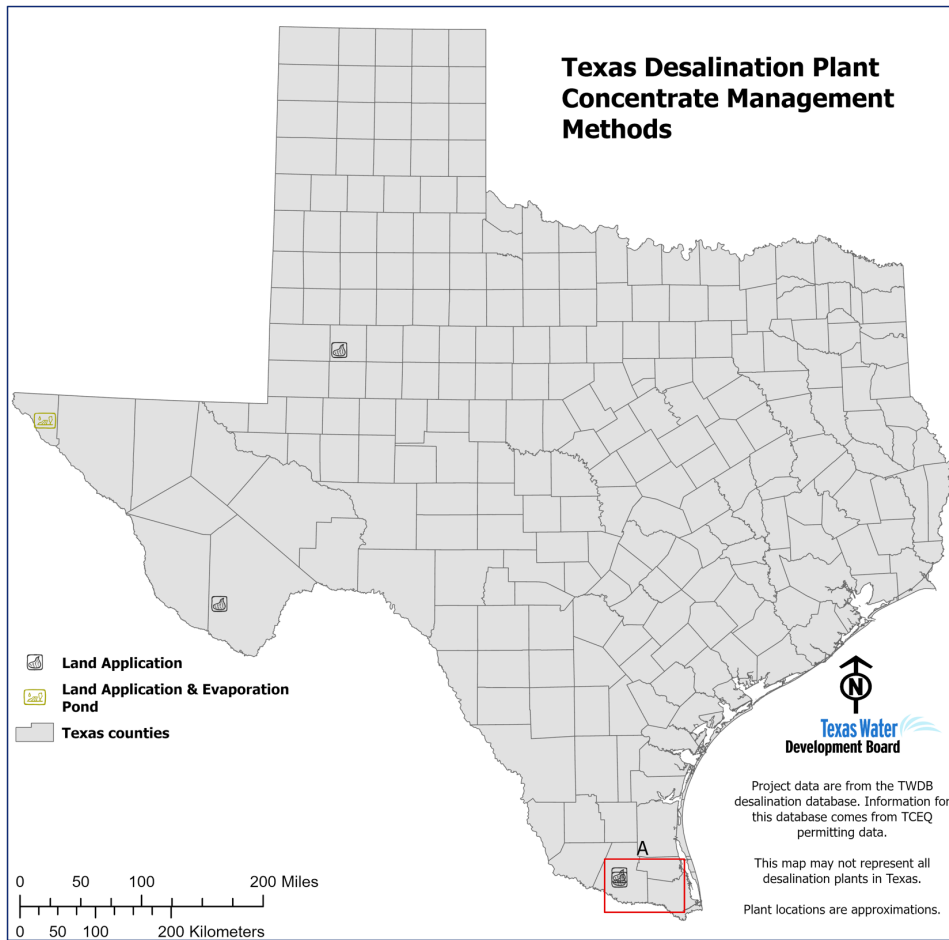 Texas Desalination Plant
Concentrate Management
Methods
Land Application
Land Application & Evaporation
Pond
Texas counties
N
Texas Water
Development Board
Project data are from the TWDB
desalination database. Information for
this database comes from TCEQ
permitting data.
This map may not represent all
desalination plants in Texas.
Plant locations are approximations.
A
0 50 100 200 Miles
0 50 100 200 Kilometers